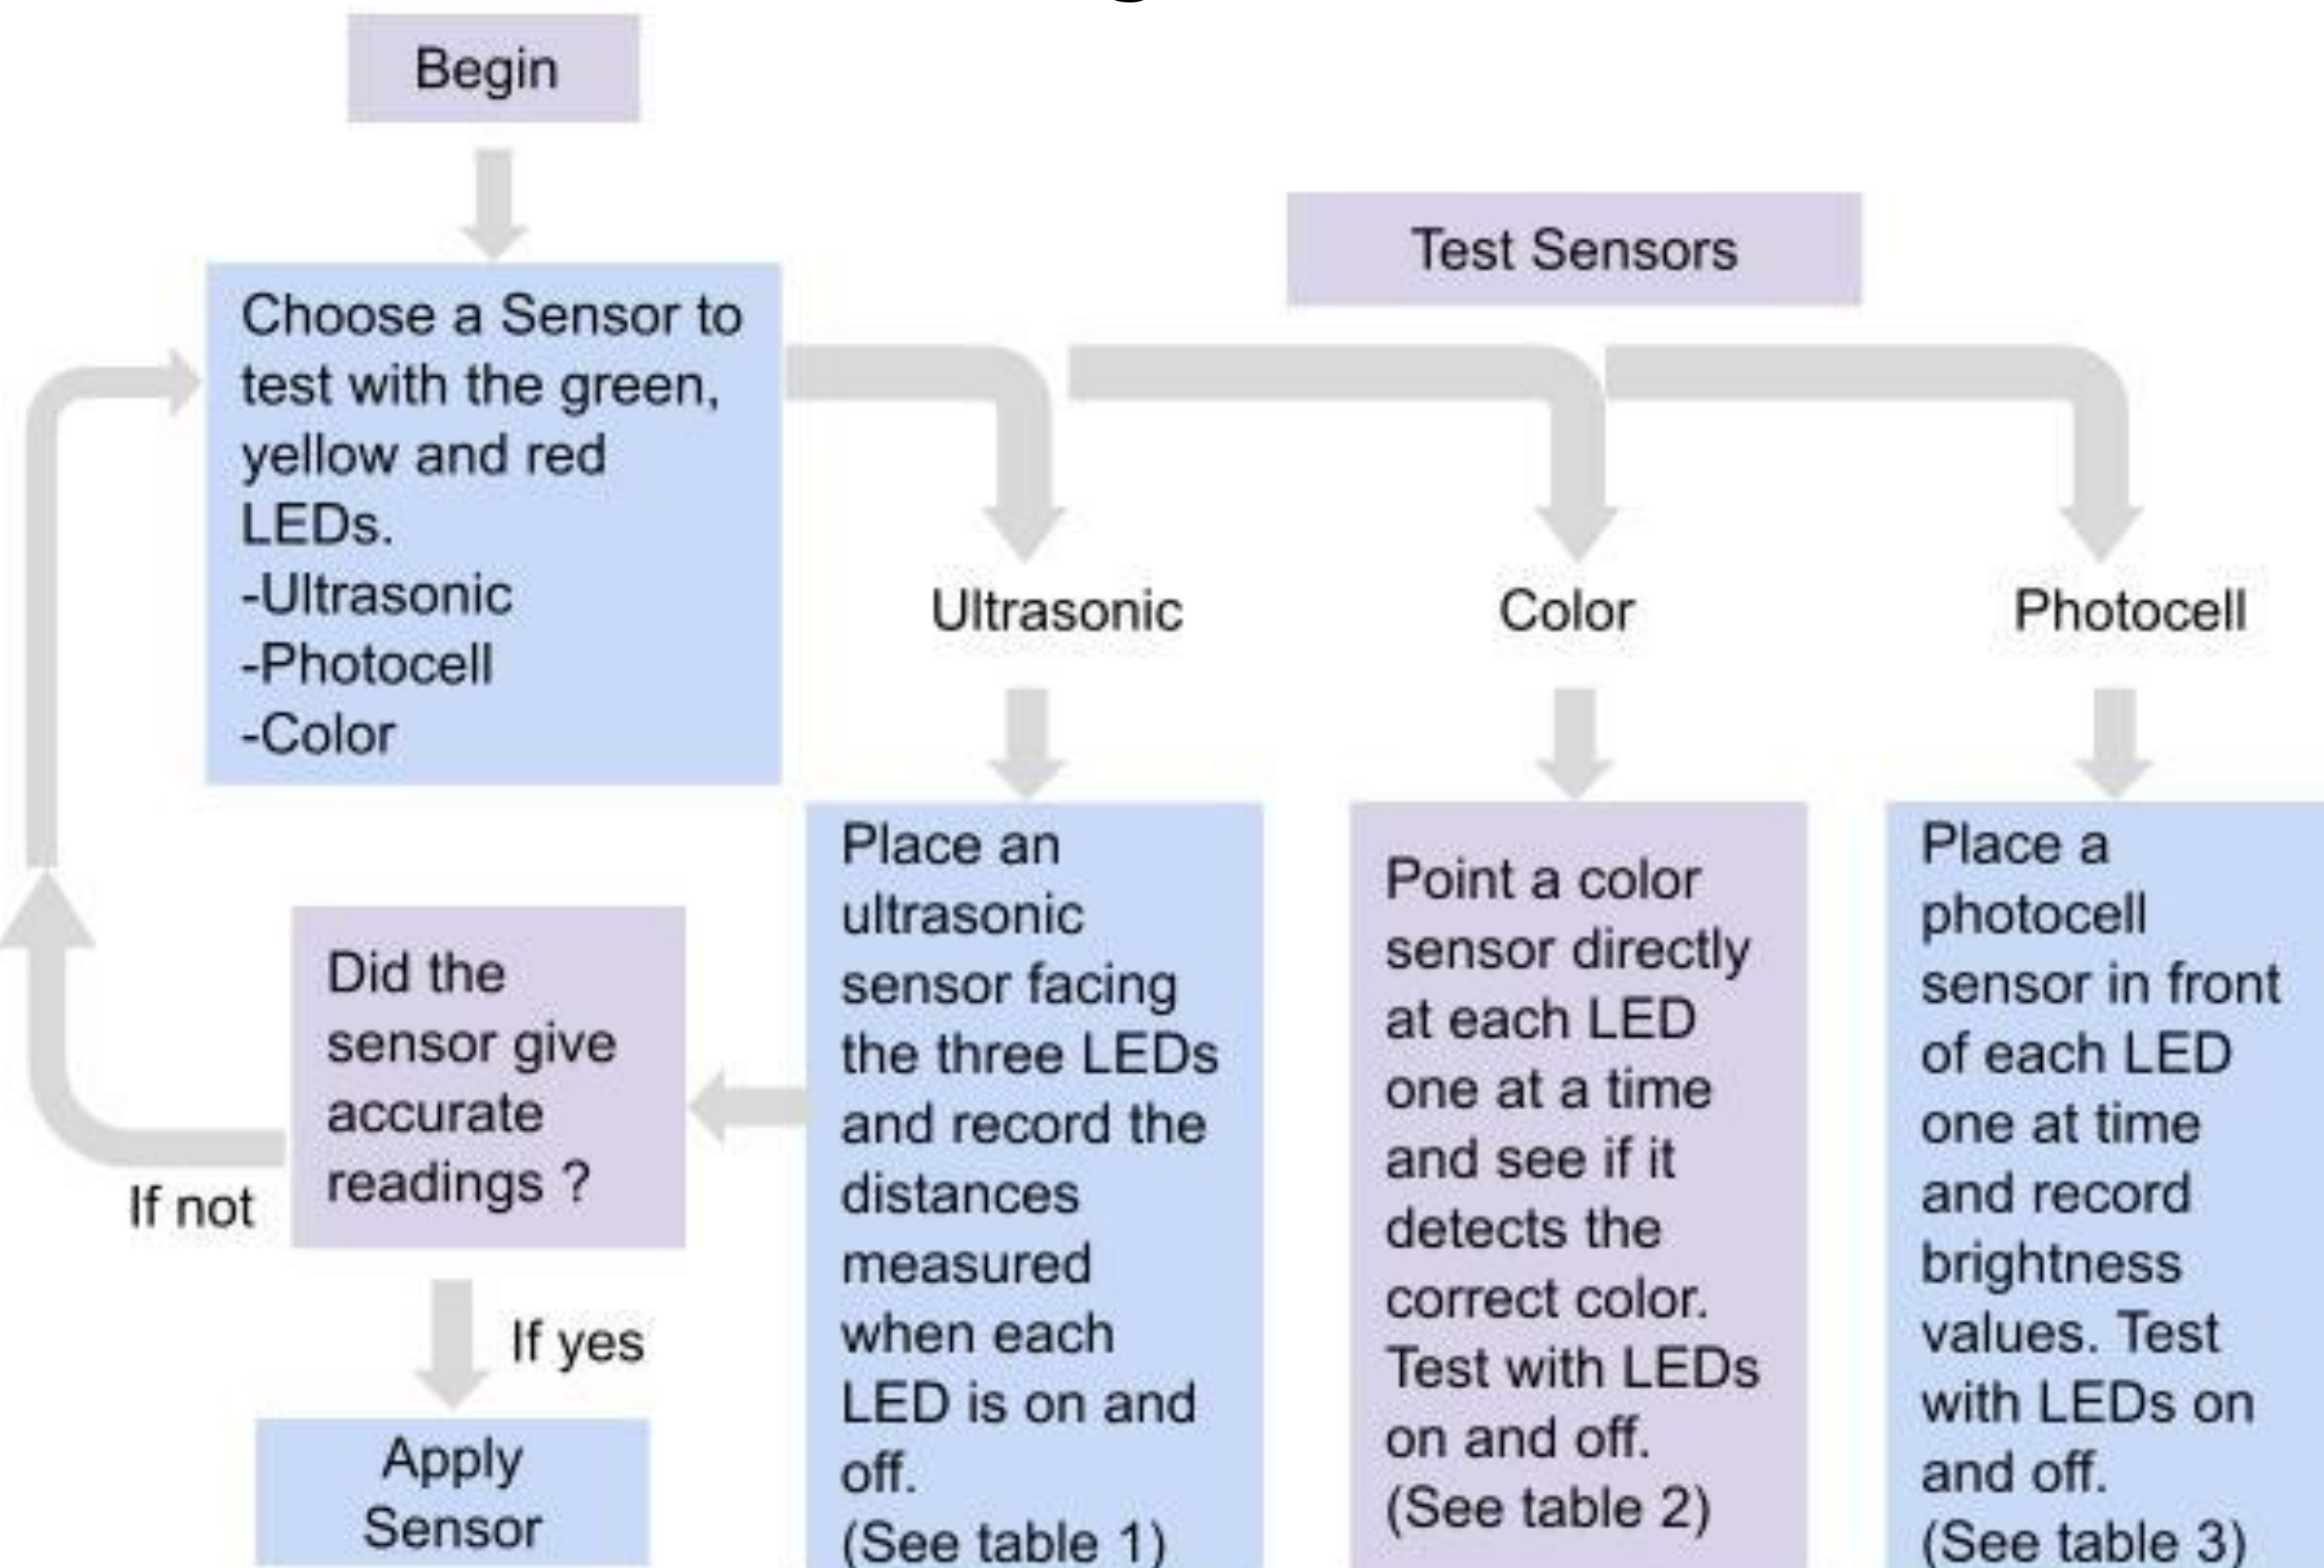 Begin
Choose a Sensor to
test with the green,
yellow and red
LEDs.
-Ultrasonic
-Photocell
-Color
Test Sensors
Ultrasonic
Color
Photocell
Place an
ultrasonic
sensor facing
the three LEDs
and record the
distances
measured
when each
LED is on and
off.
(See table 1)
Point a color
sensor directly
at each LED
one at a time
and see if it
detects the
correct color.
Test with LEDs
on and off.
(See table 2)
Place a
photocell
sensor in front
of each LED
one at time
and record
brightness
values. Test
with LEDs on
and off.
(See table 3)
Did the
sensor give
accurate
readings ?
If not
If yes
Apply
Sensor